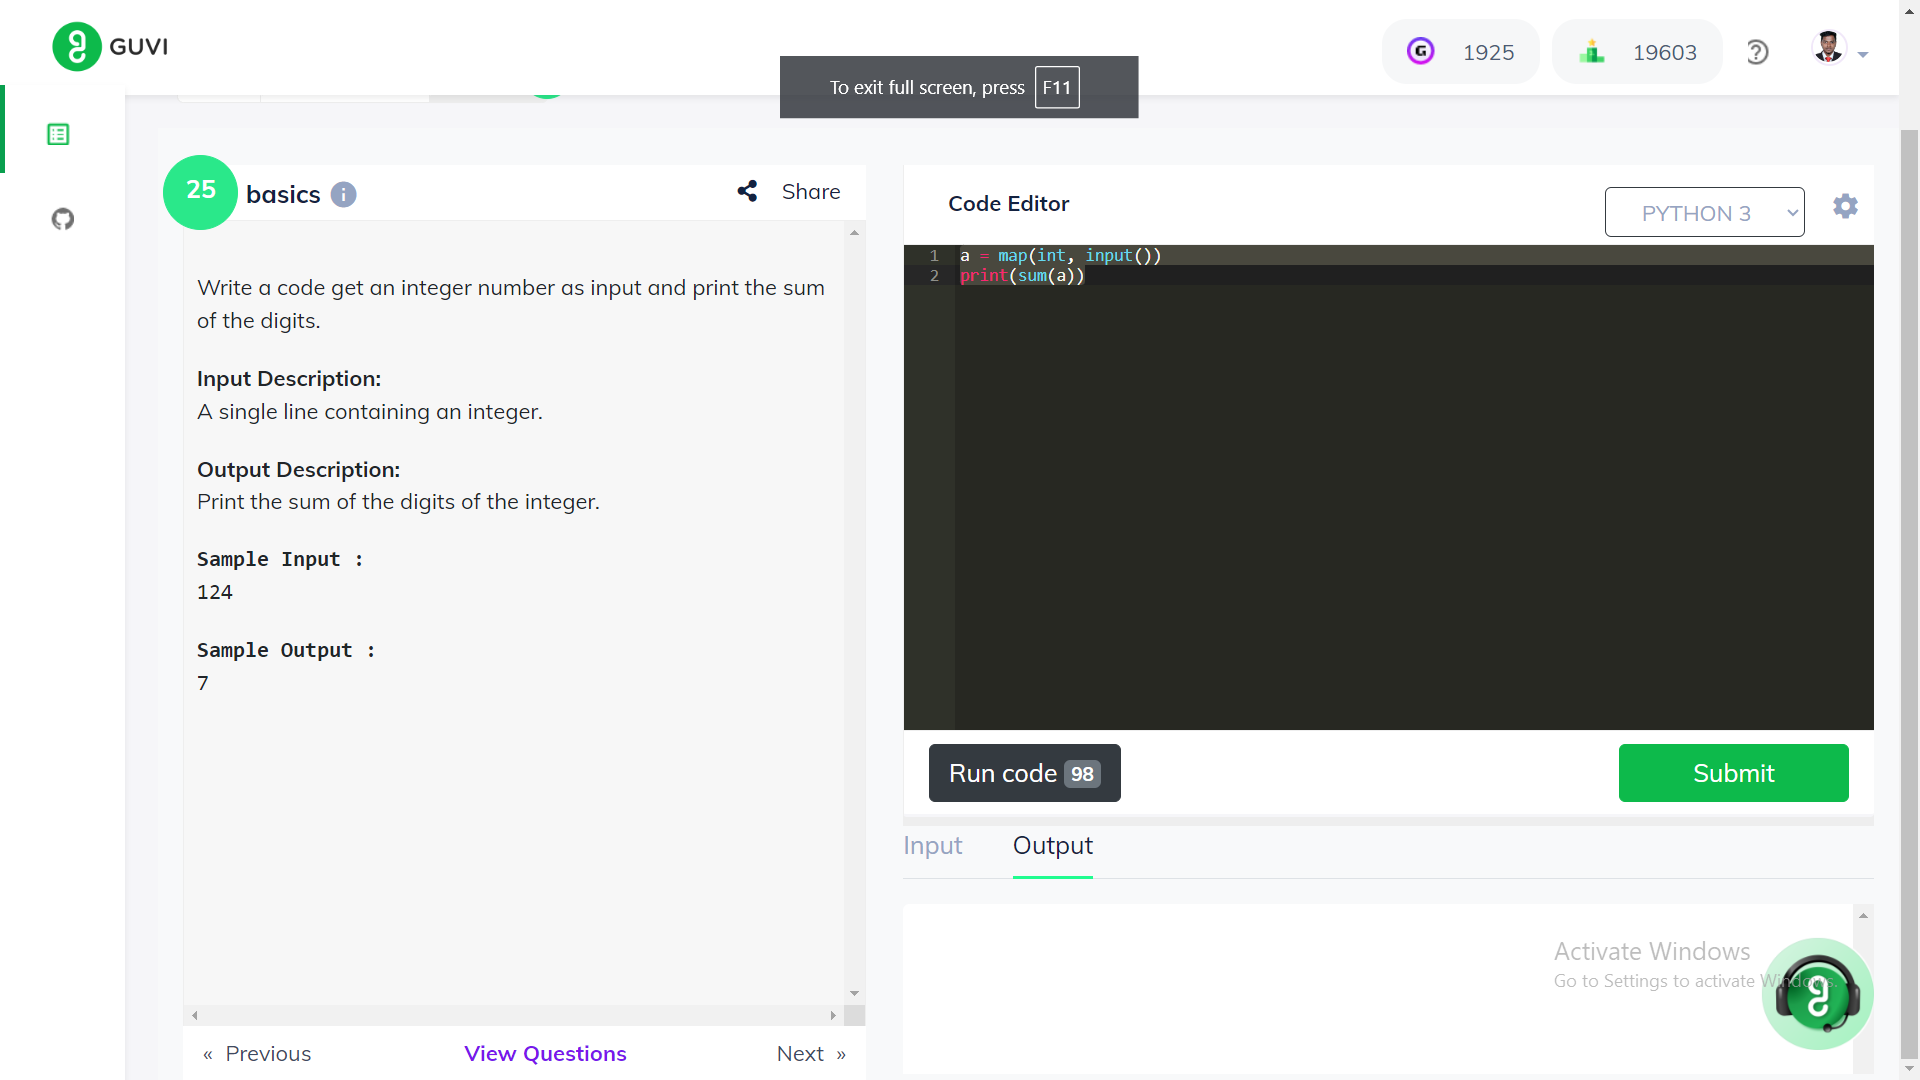 GUVI
1925
19603
To exit full screen, press F11
25
basics
Share
Write a code get an integer number as input and print the sum
of the digits.
Input Description:
A single line containing an integer.
Output Description:
Print the sum of the digits of the integer.
Sample Input :
124
Sample Output :
7
« Previous
View Questions
Next »
Code Editor
PYTHON 3
1 a = map(int, input())
2 print(sum(a))
Run code 98
Submit
Input
Output
Activate Windows
Go to Settings to activate Windows.